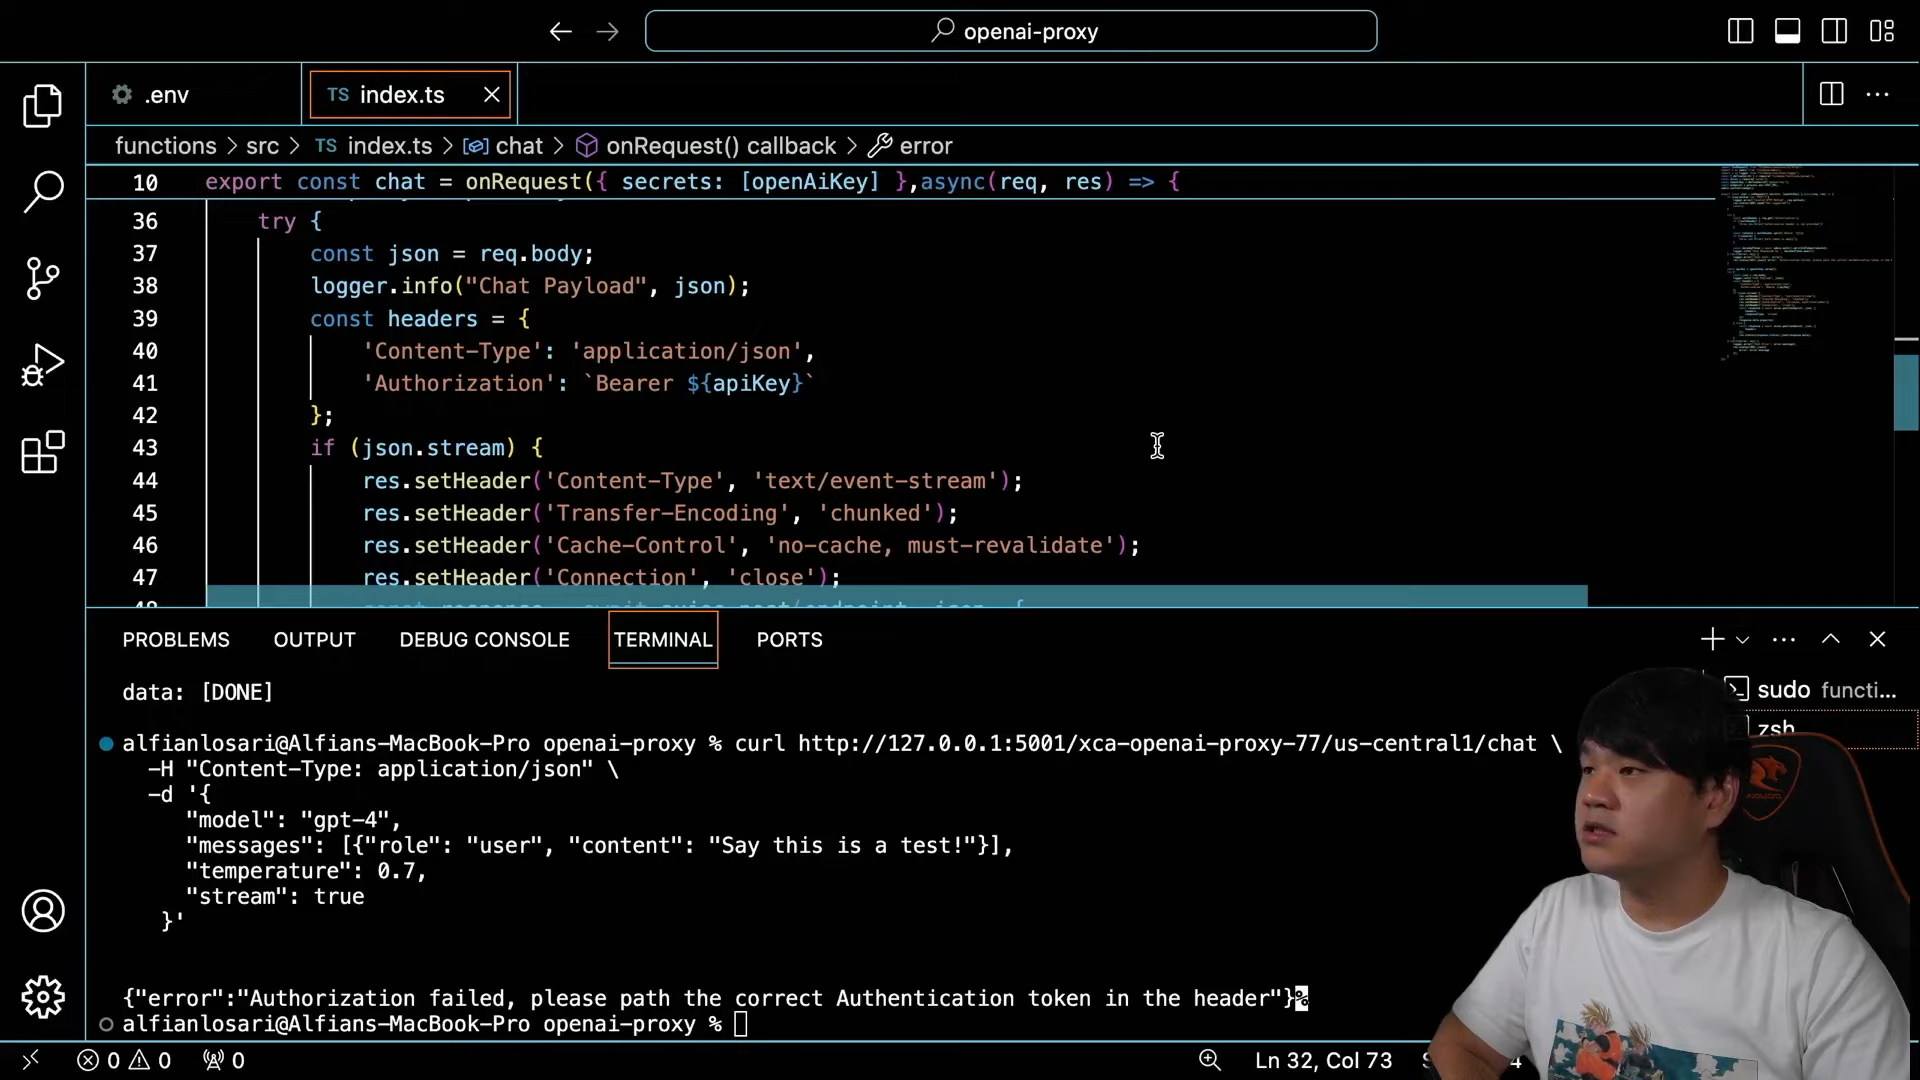 openai-proxy
.env
TS index.ts
functions > src > TS index.ts > chat > onRequest() callback > error
10 export const chat = onRequest({ secrets: [openAiKey] },async(req, res) => {
36 try {
37 const json = req.body;
38 logger.info("Chat Payload", json);
39 const headers = {
40 'Content-Type': 'application/json',
41 'Authorization': `Bearer ${apiKey}`
42 };
43 if (json.stream) {
44 res.setHeader('Content-Type', 'text/event-stream');
45 res.setHeader('Transfer-Encoding', 'chunked');
46 res.setHeader('Cache-Control', 'no-cache, must-revalidate');
47 res.setHeader('Connection', 'close');
PROBLEMS OUTPUT DEBUG CONSOLE TERMINAL PORTS
data: [DONE]
sudo functi...
zsh
alfianlosari@Alfians-MacBook-Pro openai-proxy % curl http://127.0.0.1:5001/xca-openai-proxy-77/us-central1/chat \
-H "Content-Type: application/json" \
-d '{
"model": "gpt-4",
"messages": [{"role": "user", "content": "Say this is a test!"}],
"temperature": 0.7,
"stream": true
}'
{"error":"Authorization failed, please path the correct Authentication token in the header"}%
alfianlosari@Alfians-MacBook-Pro openai-proxy %
0 0 0 Ln 32, Col 73